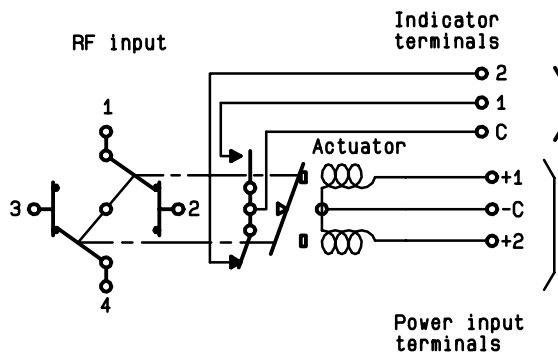 RF input
Indicator
terminals
2
1
C
Actuator
1
3
2
4
+1
-C
+2
Power input
terminals